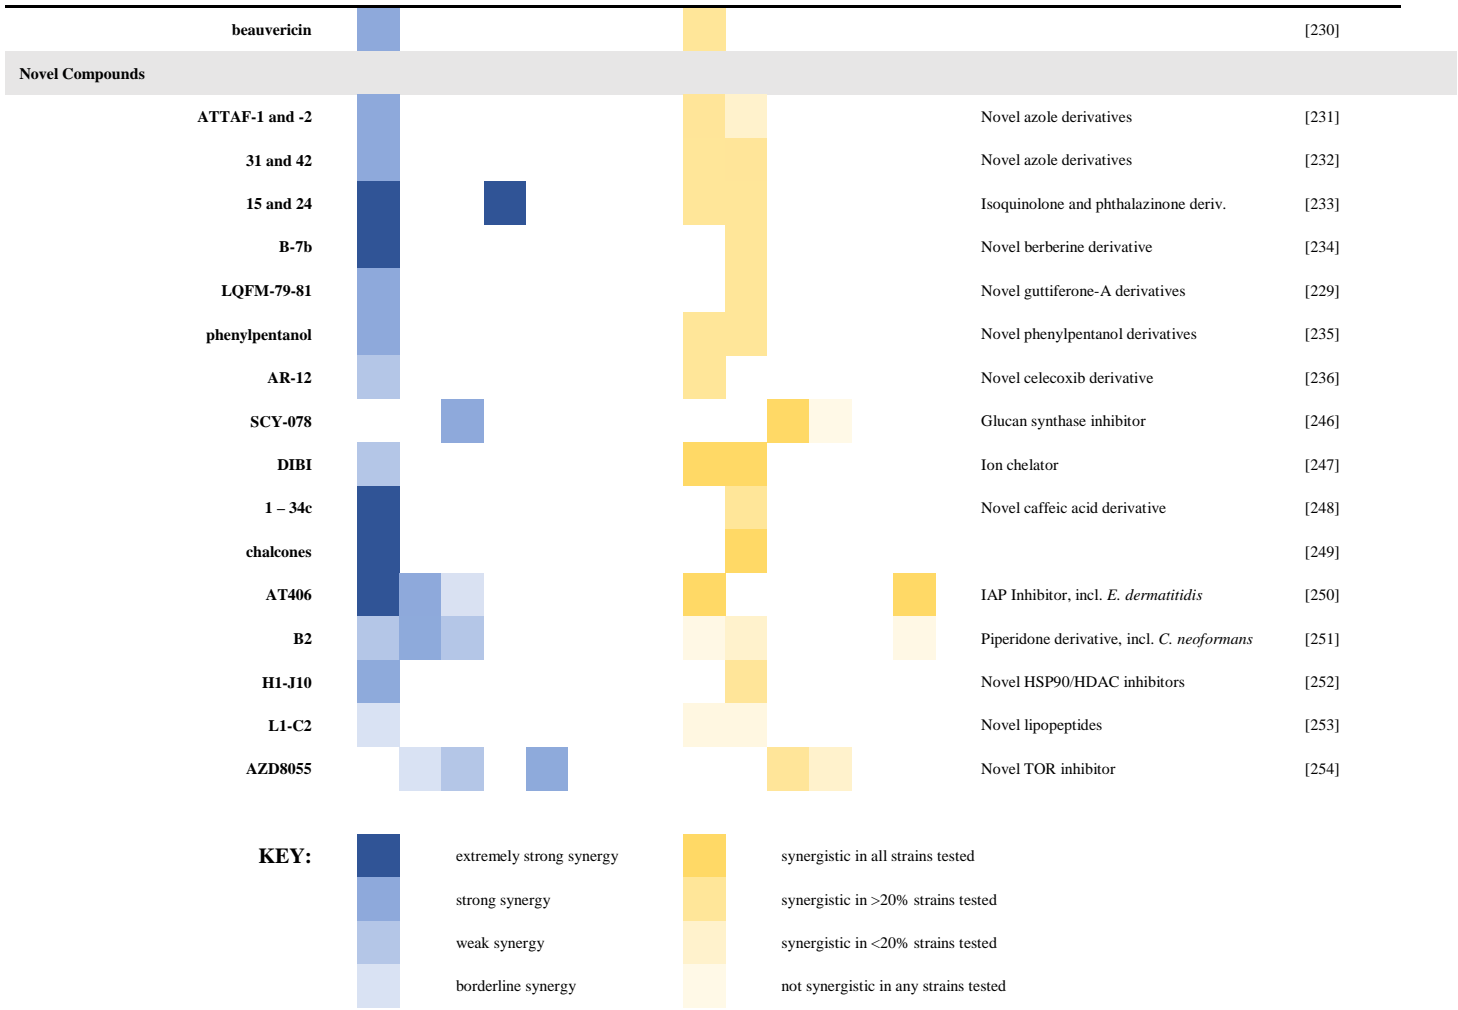 beauvericin [230]
Novel Compounds
ATTAF-1 and -2 Novel azole derivatives [231]
31 and 42 Novel azole derivatives [232]
15 and 24 Isoquinolone and phthalazinone deriv. [233]
B-7b Novel berberine derivative [234]
LQFM-79-81 Novel guttiferone-A derivatives [229]
phenylpentanol Novel phenylpentanol derivatives [235]
AR-12 Novel celecoxib derivative [236]
SCY-078 Glucan synthase inhibitor [246]
DIBI Ion chelator [247]
1 – 34c Novel caffeic acid derivative [248]
chalcones [249]
AT406 IAP Inhibitor, incl. E. dermatitidis [250]
B2 Piperidone derivative, incl. C. neoformans [251]
H1-J10 Novel HSP90/HDAC inhibitors [252]
L1-C2 Novel lipopeptides [253]
AZD8055 Novel TOR inhibitor [254]
KEY: extremely strong synergy synergistic in all strains tested
strong synergy synergistic in >20% strains tested
weak synergy synergistic in <20% strains tested
borderline synergy not synergistic in any strains tested